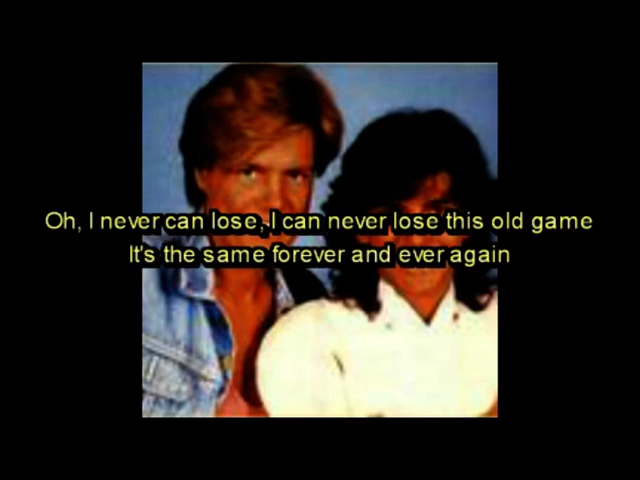 Oh, I never can lose, I can never lose this old game
It's the same forever and ever again